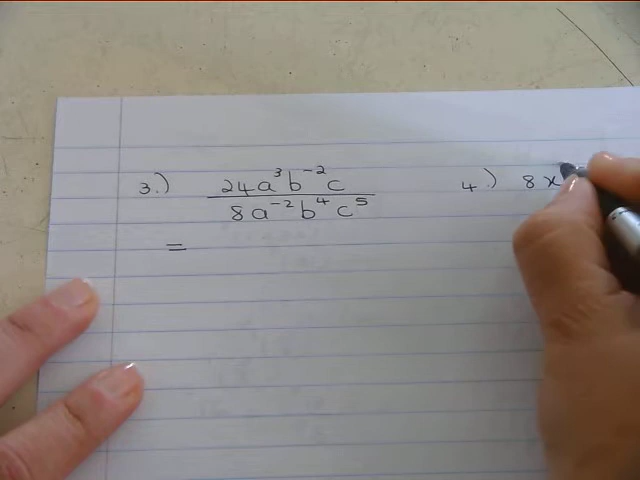 3.) 24a³b⁻²c / 8a⁻²b⁴c⁵
=
4.) 8x